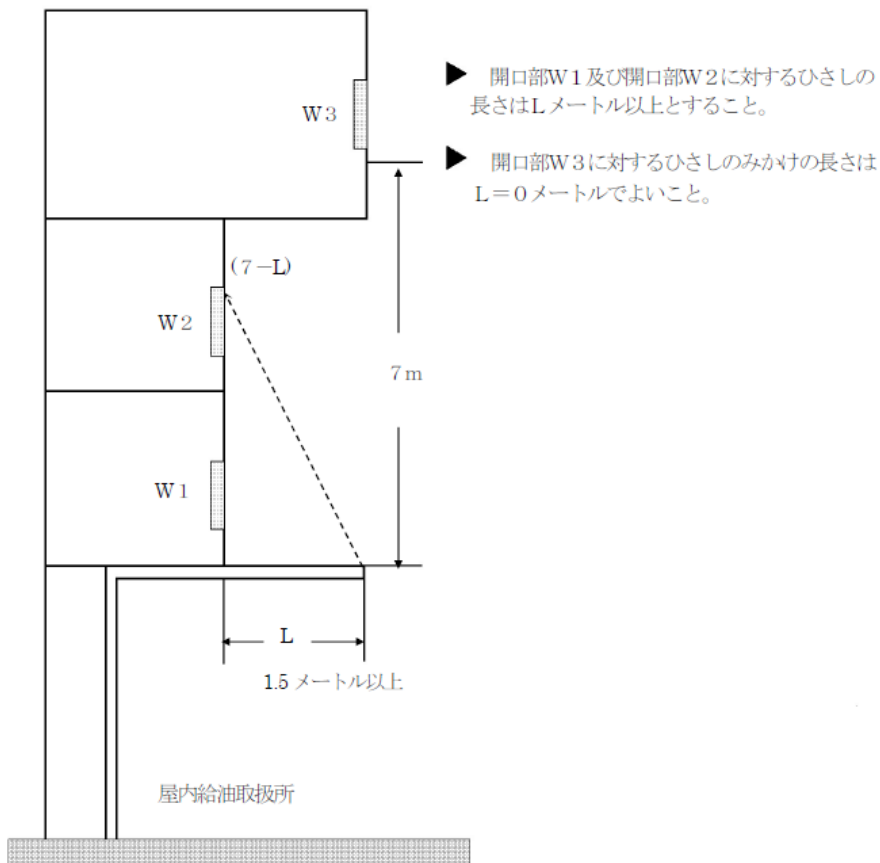 ▶ 開口部W1及び開口部W2に対するひさしの
長さはLメートル以上とすること。
▶ 開口部W3に対するひさしのみかけの長さは
L=0メートルでよいこと。
W3
(7-L)
W2
7m
W1
L
1.5 メートル以上
屋内給油取扱所